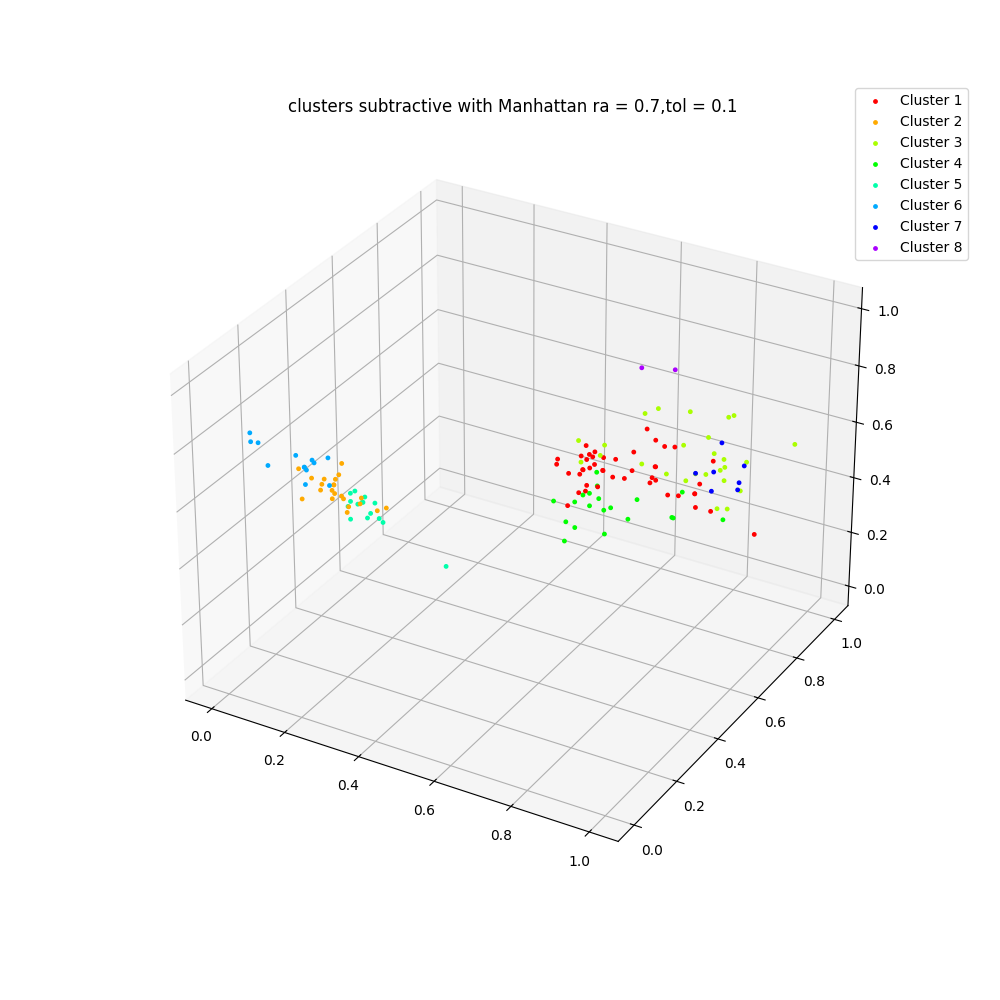 clusters subtractive with Manhattan ra = 0.7,tol = 0.1
Cluster 1
Cluster 2
Cluster 3
Cluster 4
Cluster 5
Cluster 6
Cluster 7
Cluster 8
1.0
0.8
0.6
0.4
0.2
0.0
1.0
0.8
0.6
0.4
0.2
0.0
0.0
0.2
0.4
0.6
0.8
1.0